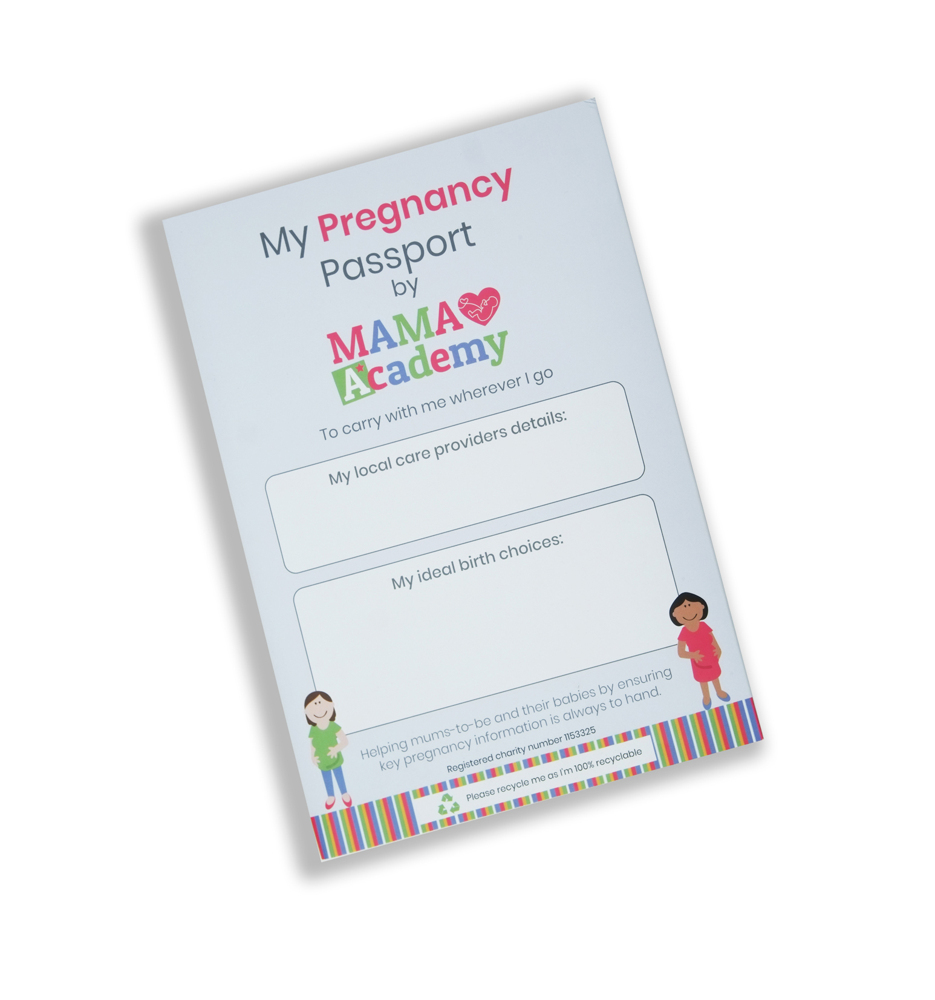 My Pregnancy
Passport
by
MAMA
Academy
To carry with me wherever I go
My local care providers details:
My ideal birth choices:
Helping mums-to-be and their babies by ensuring
key pregnancy information is always to hand.
Registered charity number 1153325
Please recycle me as I'm 100% recyclable